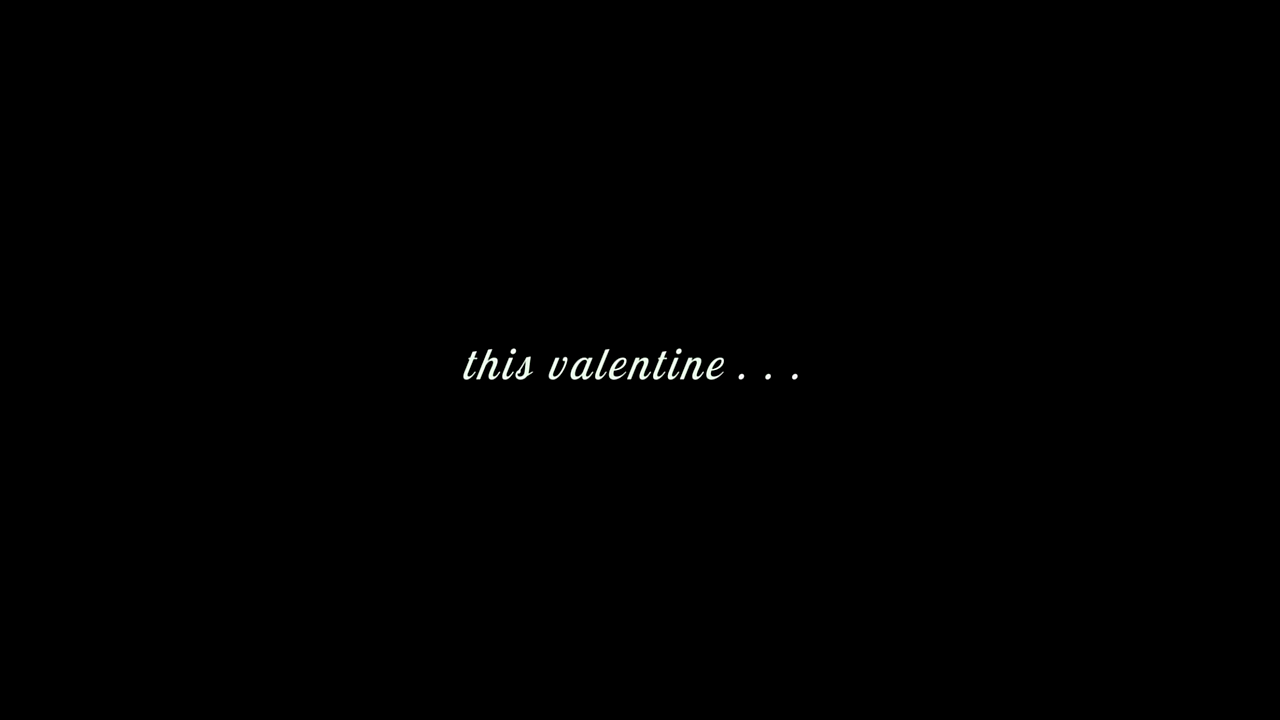 this valentine . . .